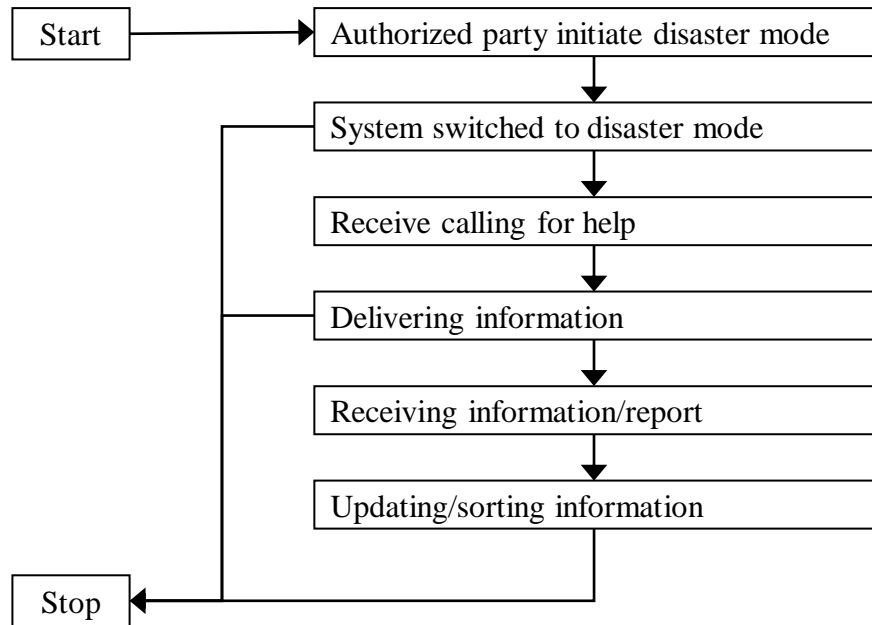 Start
Authorized party initiate disaster mode
System switched to disaster mode
Receive calling for help
Delivering information
Receiving information/report
Updating/sorting information
Stop